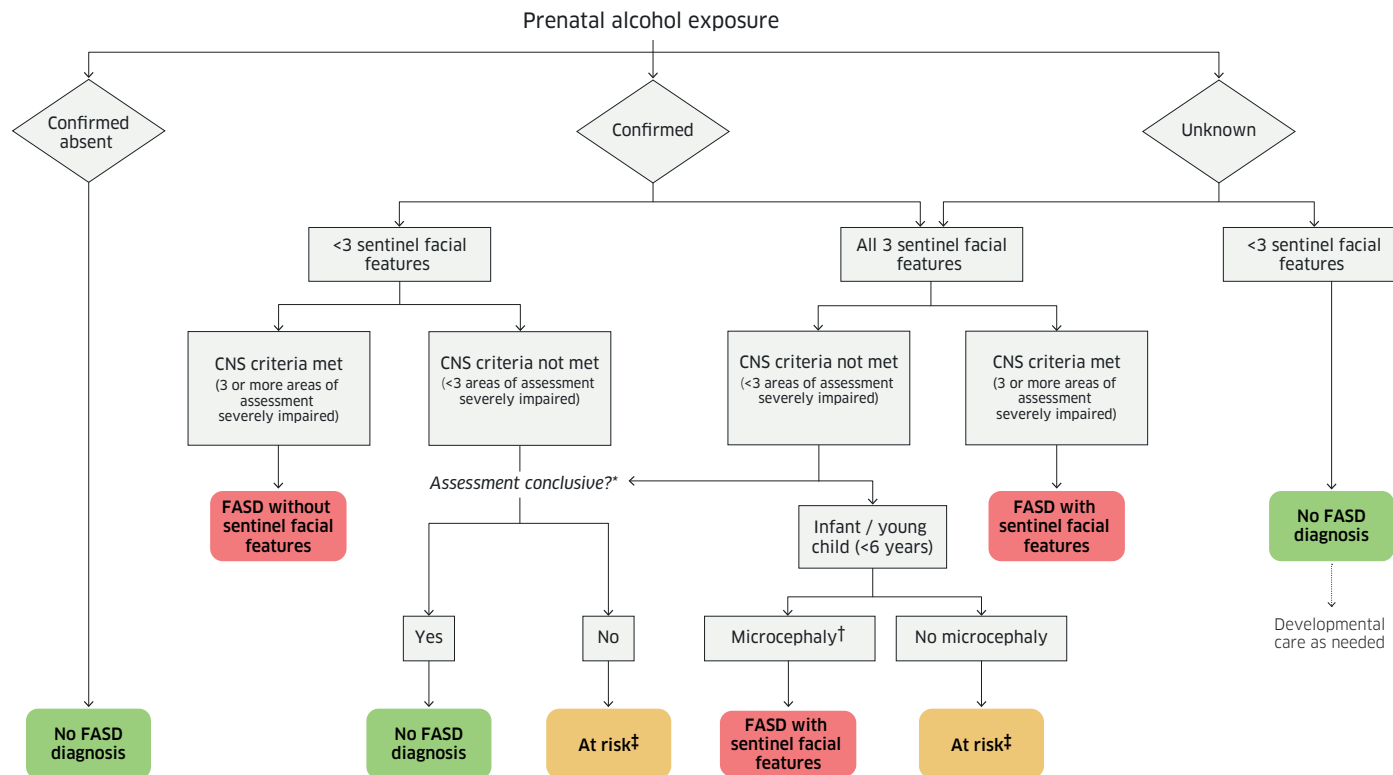 Prenatal alcohol exposure
Confirmed
absent
Confirmed
Unknown
<3 sentinel facial
features
All 3 sentinel facial
features
<3 sentinel facial
features
CNS criteria met
(3 or more areas of
assessment
severely impaired)
CNS criteria not met
(<3 areas of assessment
severely impaired)
CNS criteria not met
(<3 areas of assessment
severely impaired)
CNS criteria met
(3 or more areas of
assessment
severely impaired)
Assessment conclusive?*
FASD without
sentinel facial
features
Infant / young
child (<6 years)
FASD with
sentinel facial
features
No FASD
diagnosis
Yes
No
Microcephaly†
No microcephaly
Developmental
care as needed
No FASD
diagnosis
No FASD
diagnosis
At risk‡
FASD with
sentinel facial
features
At risk‡